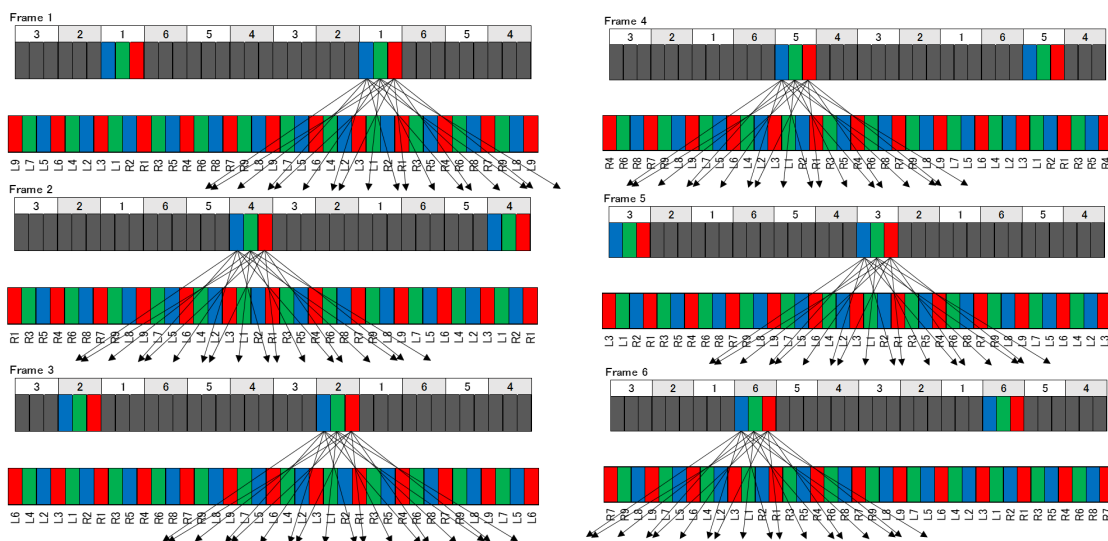 Frame 1
3 2 1 6 5 4 3 2 1 6 5 4
L9 L7 L5 L6 L4 L2 L3 L1 R2 R1 R3 R5 R4 R6 R8 R7 R9 L8 L9 L7 L5 L6 L4 L2 L3 L1 R2 R1 R3 R5 R4 R6 R8 R7 R9 L8 L9
Frame 2
3 2 1 6 5 4 3 2 1 6 5 4
R1 R3 R5 R4 R6 R8 R7 R9 L8 L9 L7 L5 L6 L4 L2 L3 L1 R2 R1 R3 R5 R4 R6 R8 R7 R9 L8 L9 L7 L5 L6 L4 L2 L3 L1 R2 R1
Frame 3
3 2 1 6 5 4 3 2 1 6 5 4
L6 L4 L2 L3 L1 R2 R1 R3 R5 R4 R6 R8 R7 R9 L8 L9 L7 L5 L6 L4 L2 L3 L1 R2 R1 R3 R5 R4 R6 R8 R7 R9 L8 L9 L7 L5 L6
Frame 4
3 2 1 6 5 4 3 2 1 6 5 4
R4 R6 R8 R7 R9 L8 L9 L7 L5 L6 L4 L2 L3 L1 R2 R1 R3 R5 R4 R6 R8 R7 R9 L8 L9 L7 L5 L6 L4 L2 L3 L1 R2 R1 R3 R5 R4
Frame 5
3 2 1 6 5 4 3 2 1 6 5 4
L3 L1 R2 R1 R3 R5 R4 R6 R8 R7 R9 L8 L9 L7 L5 L6 L4 L2 L3 L1 R2 R1 R3 R5 R4 R6 R8 R7 R9 L8 L9 L7 L5 L6 L4 L2 L3
Frame 6
3 2 1 6 5 4 3 2 1 6 5 4
R7 R9 L8 L9 L7 L5 L6 L4 L2 L3 L1 R2 R1 R3 R5 R4 R6 R8 R7 R9 L8 L9 L7 L5 L6 L4 L2 L3 L1 R2 R1 R3 R5 R4 R6 R8 R7